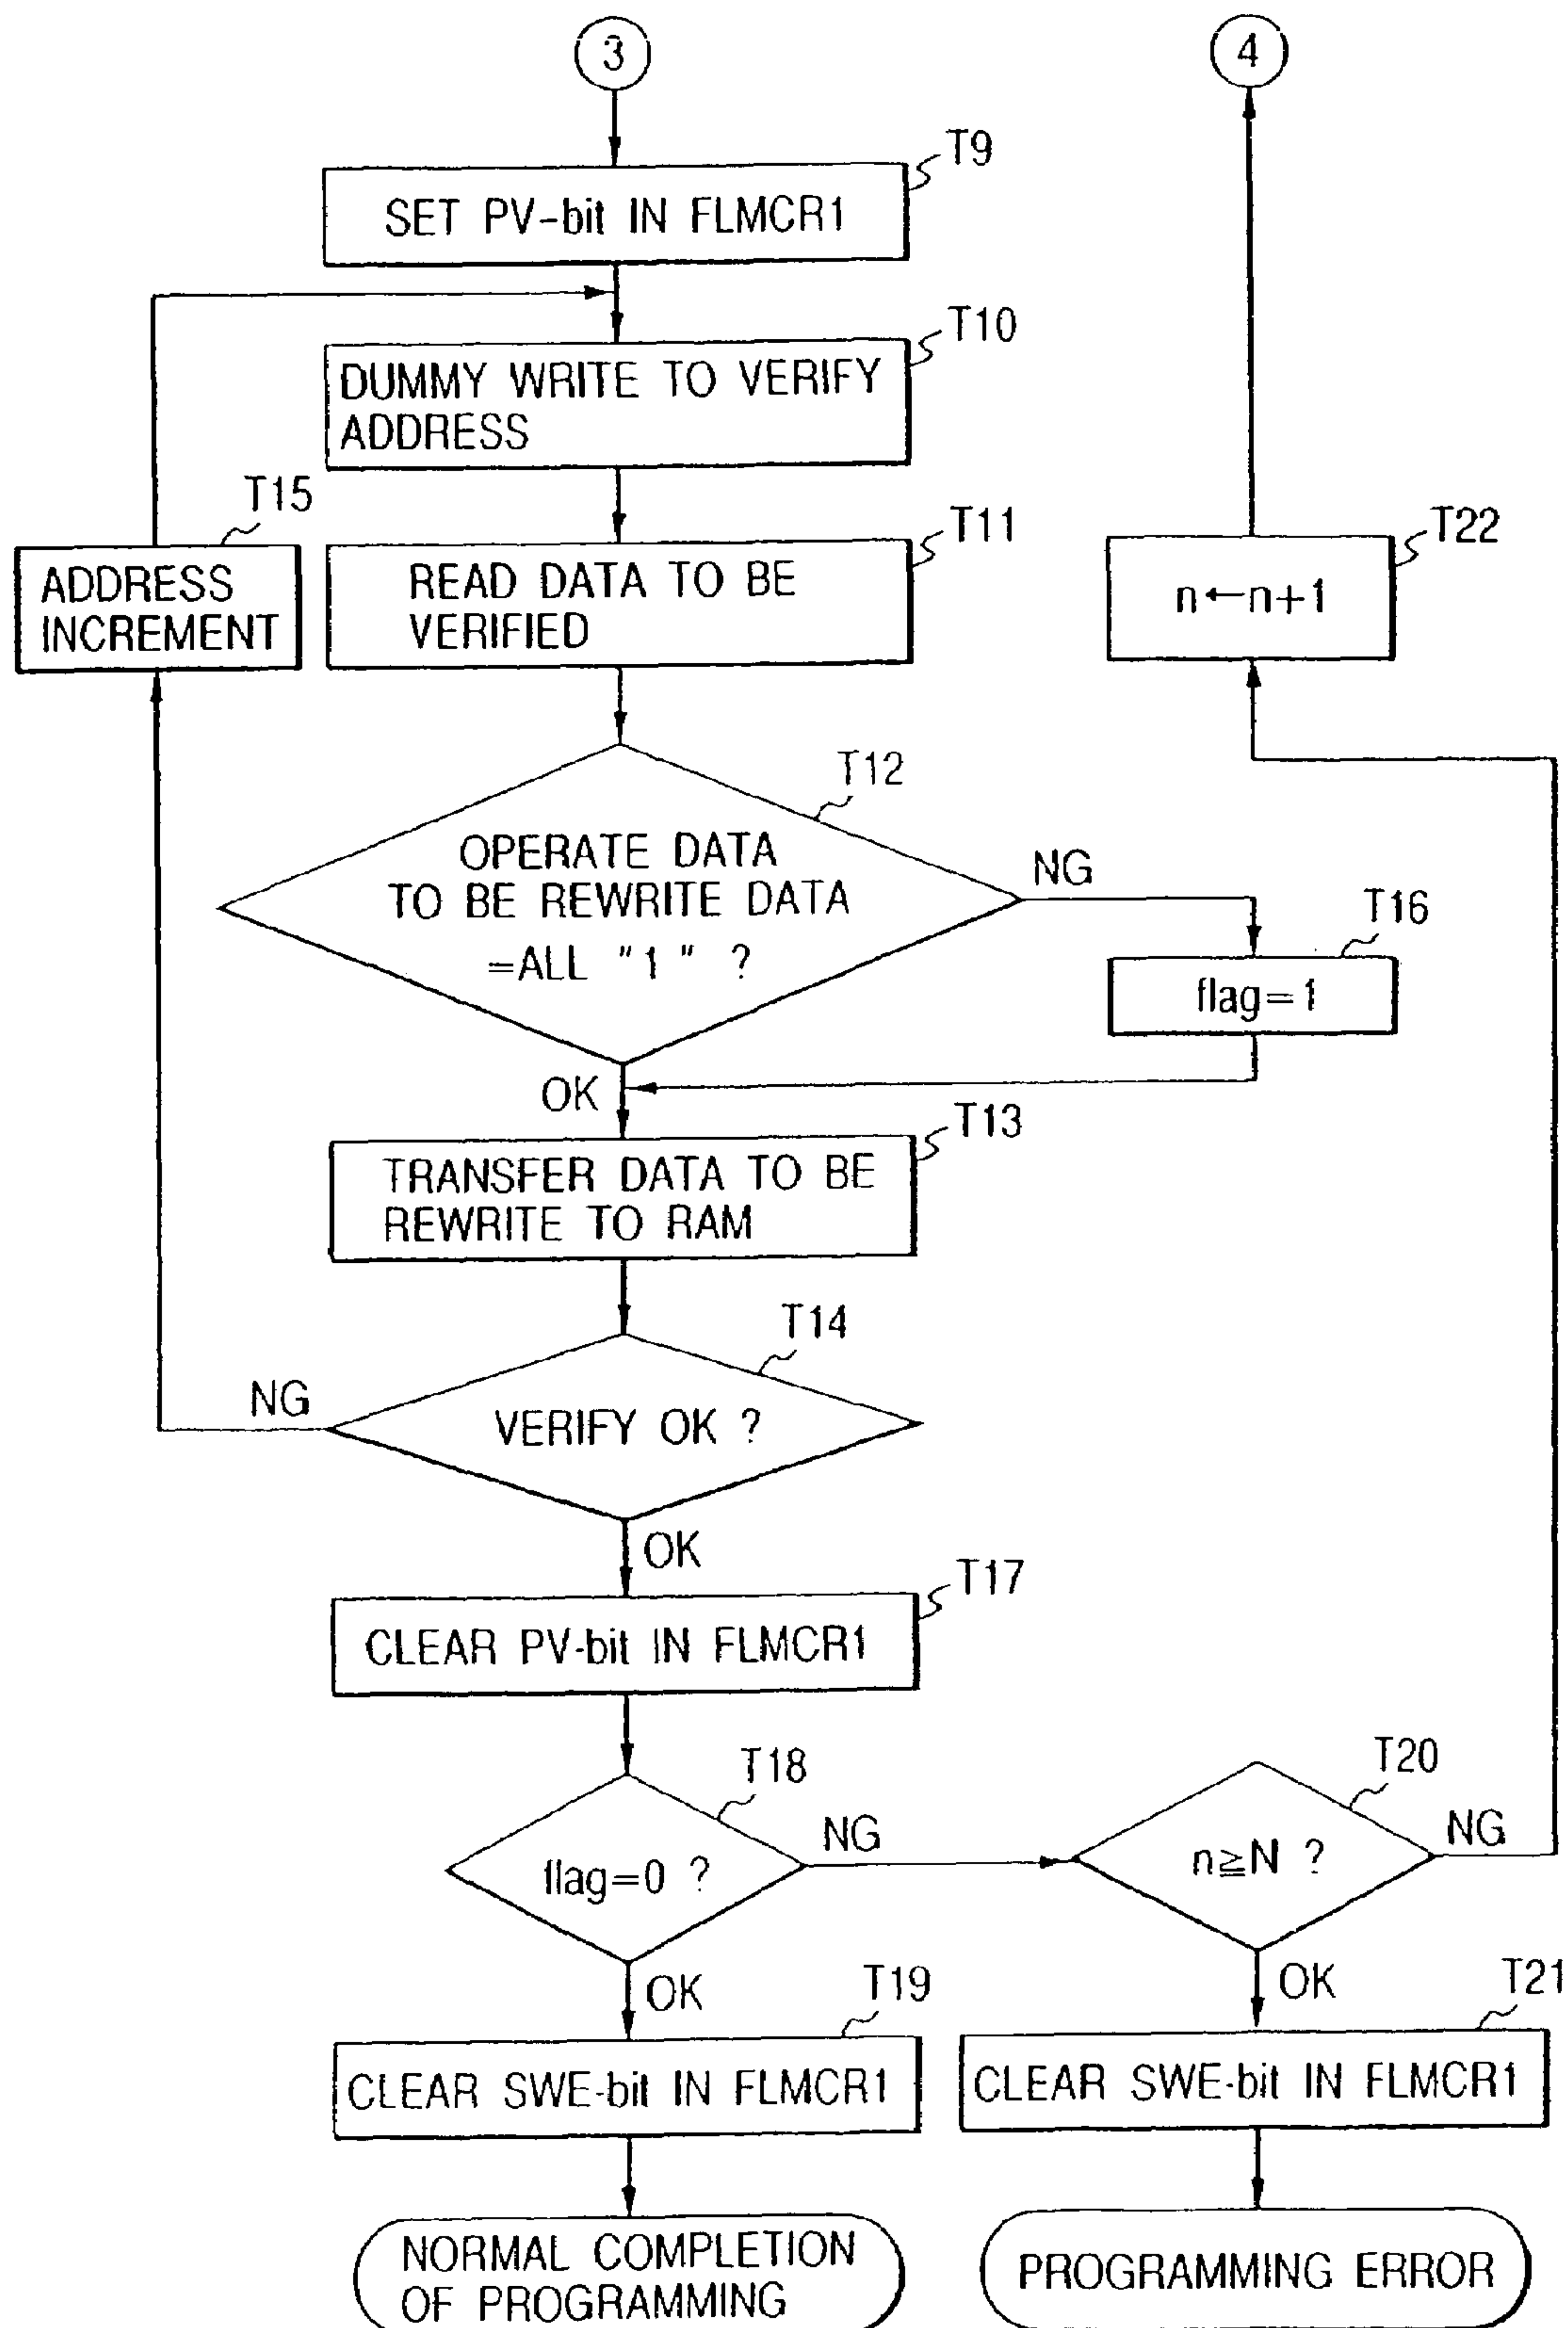 3
4
T9
SET PV-bit IN FLMCR1
T10
DUMMY WRITE TO VERIFY
ADDRESS
T15
ADDRESS
INCREMENT
T11
READ DATA TO BE
VERIFIED
T22
n←n+1
T12
OPERATE DATA
TO BE REWRITE DATA
=ALL "1" ?
NG
T16
flag=1
OK
T13
TRANSFER DATA TO BE
REWRITE TO RAM
T14
VERIFY OK ?
NG
OK
T17
CLEAR PV-bit IN FLMCR1
T18
flag=0 ?
NG
T20
n≧N ?
NG
OK
T19
CLEAR SWE-bit IN FLMCR1
OK
T21
CLEAR SWE-bit IN FLMCR1
NORMAL COMPLETION
OF PROGRAMMING
PROGRAMMING ERROR